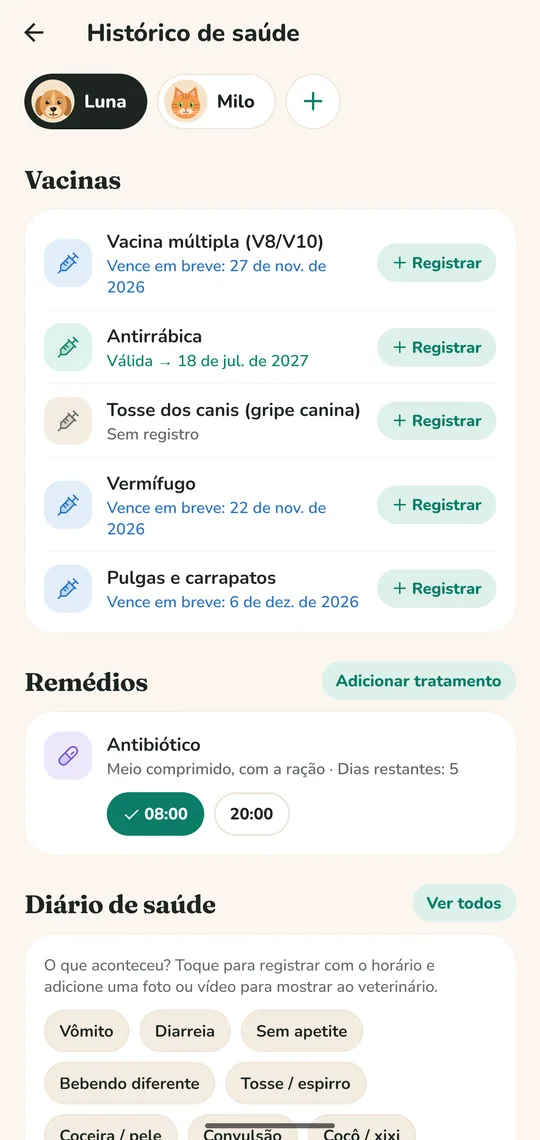 Histórico de saúde
Luna
Milo
Vacinas
Vacina múltipla (V8/V10)
Vence em breve: 27 de nov. de
2026
+ Registrar
Antirrábica
Válida → 18 de jul. de 2027
+ Registrar
Tosse dos canis (gripe canina)
Sem registro
+ Registrar
Vermífugo
Vence em breve: 22 de nov. de
2026
+ Registrar
Pulgas e carrapatos
Vence em breve: 6 de dez. de 2026
+ Registrar
Remédios
Adicionar tratamento
Antibiótico
Meio comprimido, com a ração · Dias restantes: 5
08:00
20:00
Diário de saúde
Ver todos
O que aconteceu? Toque para registrar com o horário e
adicione uma foto ou vídeo para mostrar ao veterinário.
Vômito
Diarreia
Sem apetite
Bebendo diferente
Tosse / espirro
Coceira / pele
Convulsão
Cocô / xixi